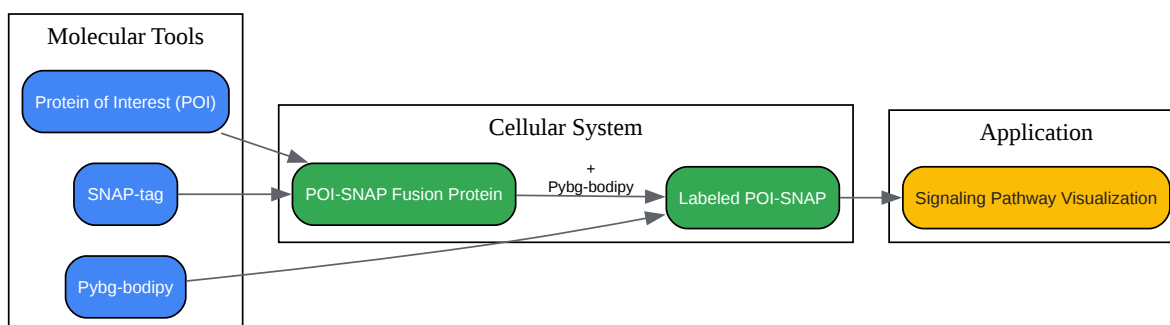 Molecular Tools
Protein of Interest (POI)
SNAP-tag
Pybg-bodipy
Cellular System
POI-SNAP Fusion Protein
+
Pybg-bodipy
Labeled POI-SNAP
Application
Signaling Pathway Visualization